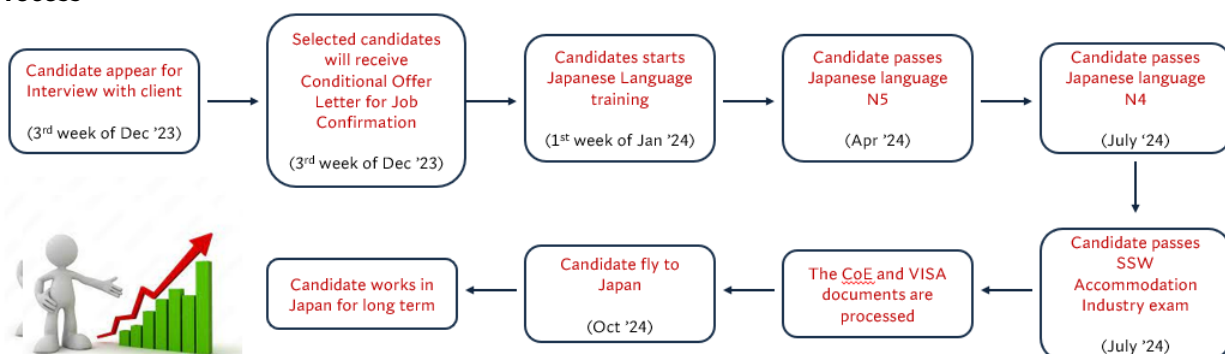 Candidate appear for
Interview with client
(3rd week of Dec '23)
Selected candidates
will receive
Conditional Offer
Letter for Job
Confirmation
(3rd week of Dec '23)
Candidates starts
Japanese Language
training
(1st week of Jan '24)
Candidate passes
Japanese language
N5
(Apr '24)
Candidate passes
Japanese language
N4
(July '24)
Candidate passes
SSW
Accommodation
Industry exam
(July '24)
The CoE and VISA
documents are
processed
Candidate fly to
Japan
(Oct '24)
Candidate works in
Japan for long term